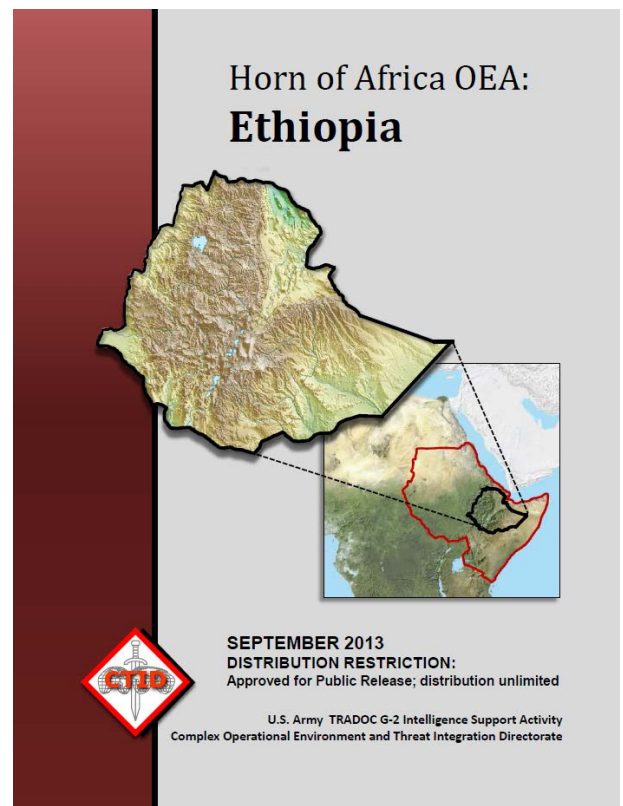 Horn of Africa OEA:
Ethiopia
CTID
SEPTEMBER 2013
DISTRIBUTION RESTRICTION:
Approved for Public Release; distribution unlimited
U.S. Army TRADOC G-2 Intelligence Support Activity
Complex Operational Environment and Threat Integration Directorate